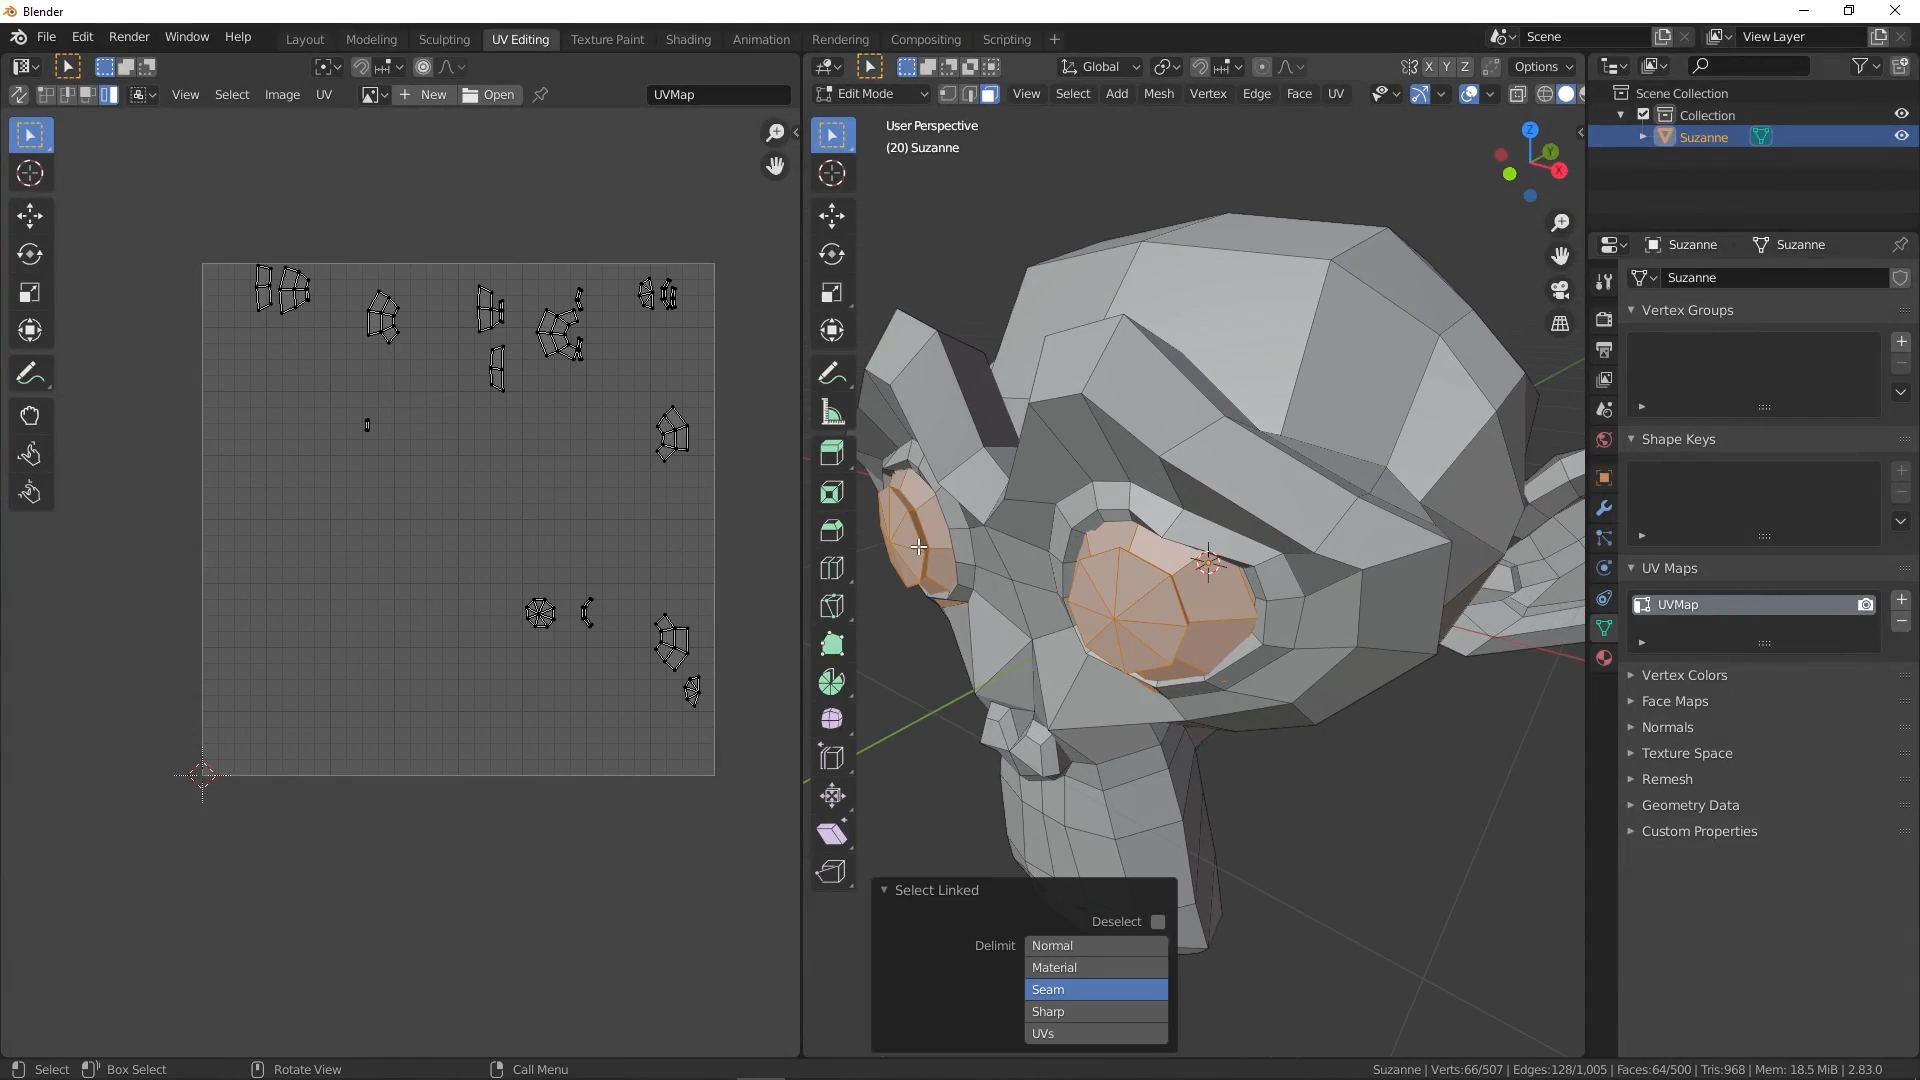 Blender
File Edit Render Window Help
Layout Modeling Sculpting UV Editing Texture Paint Shading Animation Rendering Compositing Scripting +
Scene
View Layer
Global
X Y Z
Options
View Select Image UV
+ New
Open
UVMap
Edit Mode
View Select Add Mesh Vertex Edge Face UV
User Perspective
(20) Suzanne
Z
Y
X
Scene Collection
Collection
Suzanne
Suzanne
Suzanne
Suzanne
Vertex Groups
Shape Keys
UV Maps
UVMap
Vertex Colors
Face Maps
Normals
Texture Space
Remesh
Geometry Data
Custom Properties
Select Linked
Deselect
Delimit
Normal
Material
Seam
Sharp
UVs
Select
Box Select
Rotate View
Call Menu
Suzanne | Verts:66/507 | Edges:128/1,005 | Faces:64/500 | Tris:968 | Mem: 18.5 MiB | 2.83.0